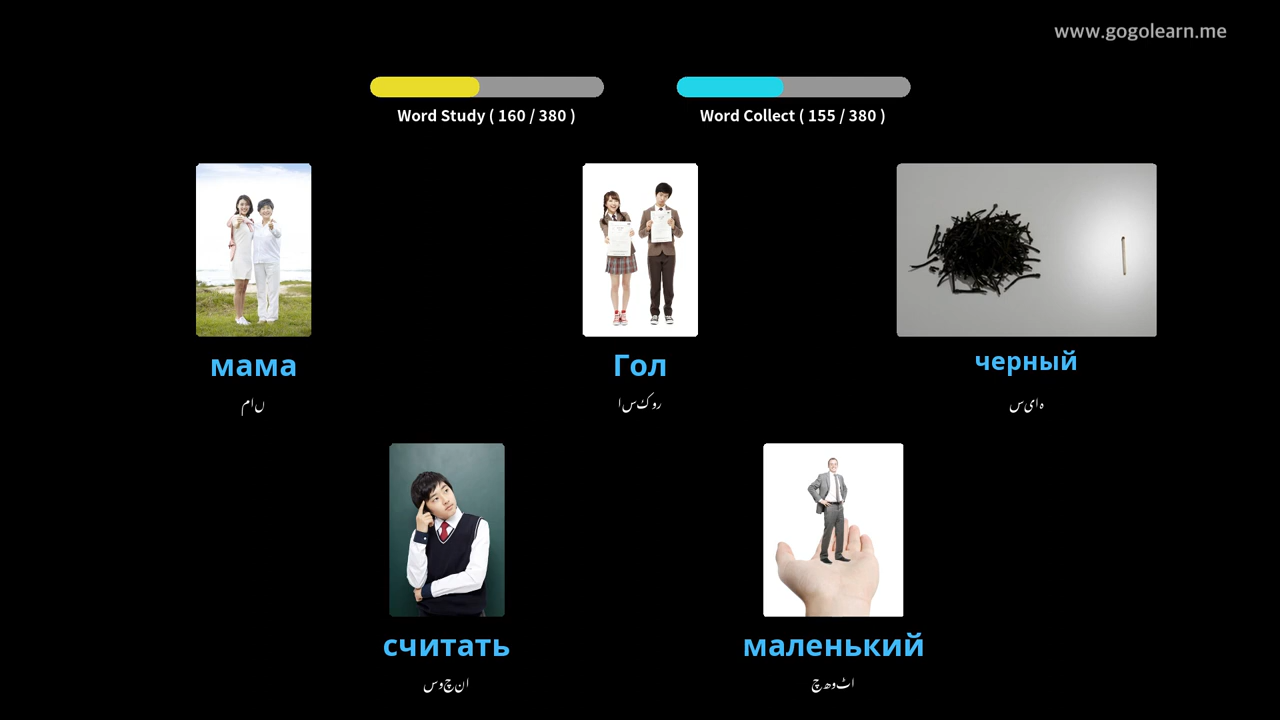 www.gogolearn.me
Word Study ( 160 / 380 )
Word Collect ( 155 / 380 )
мама
ماں
Гол
اسکور
черный
سیاہ
считать
سوچنا
маленький
چھوٹا